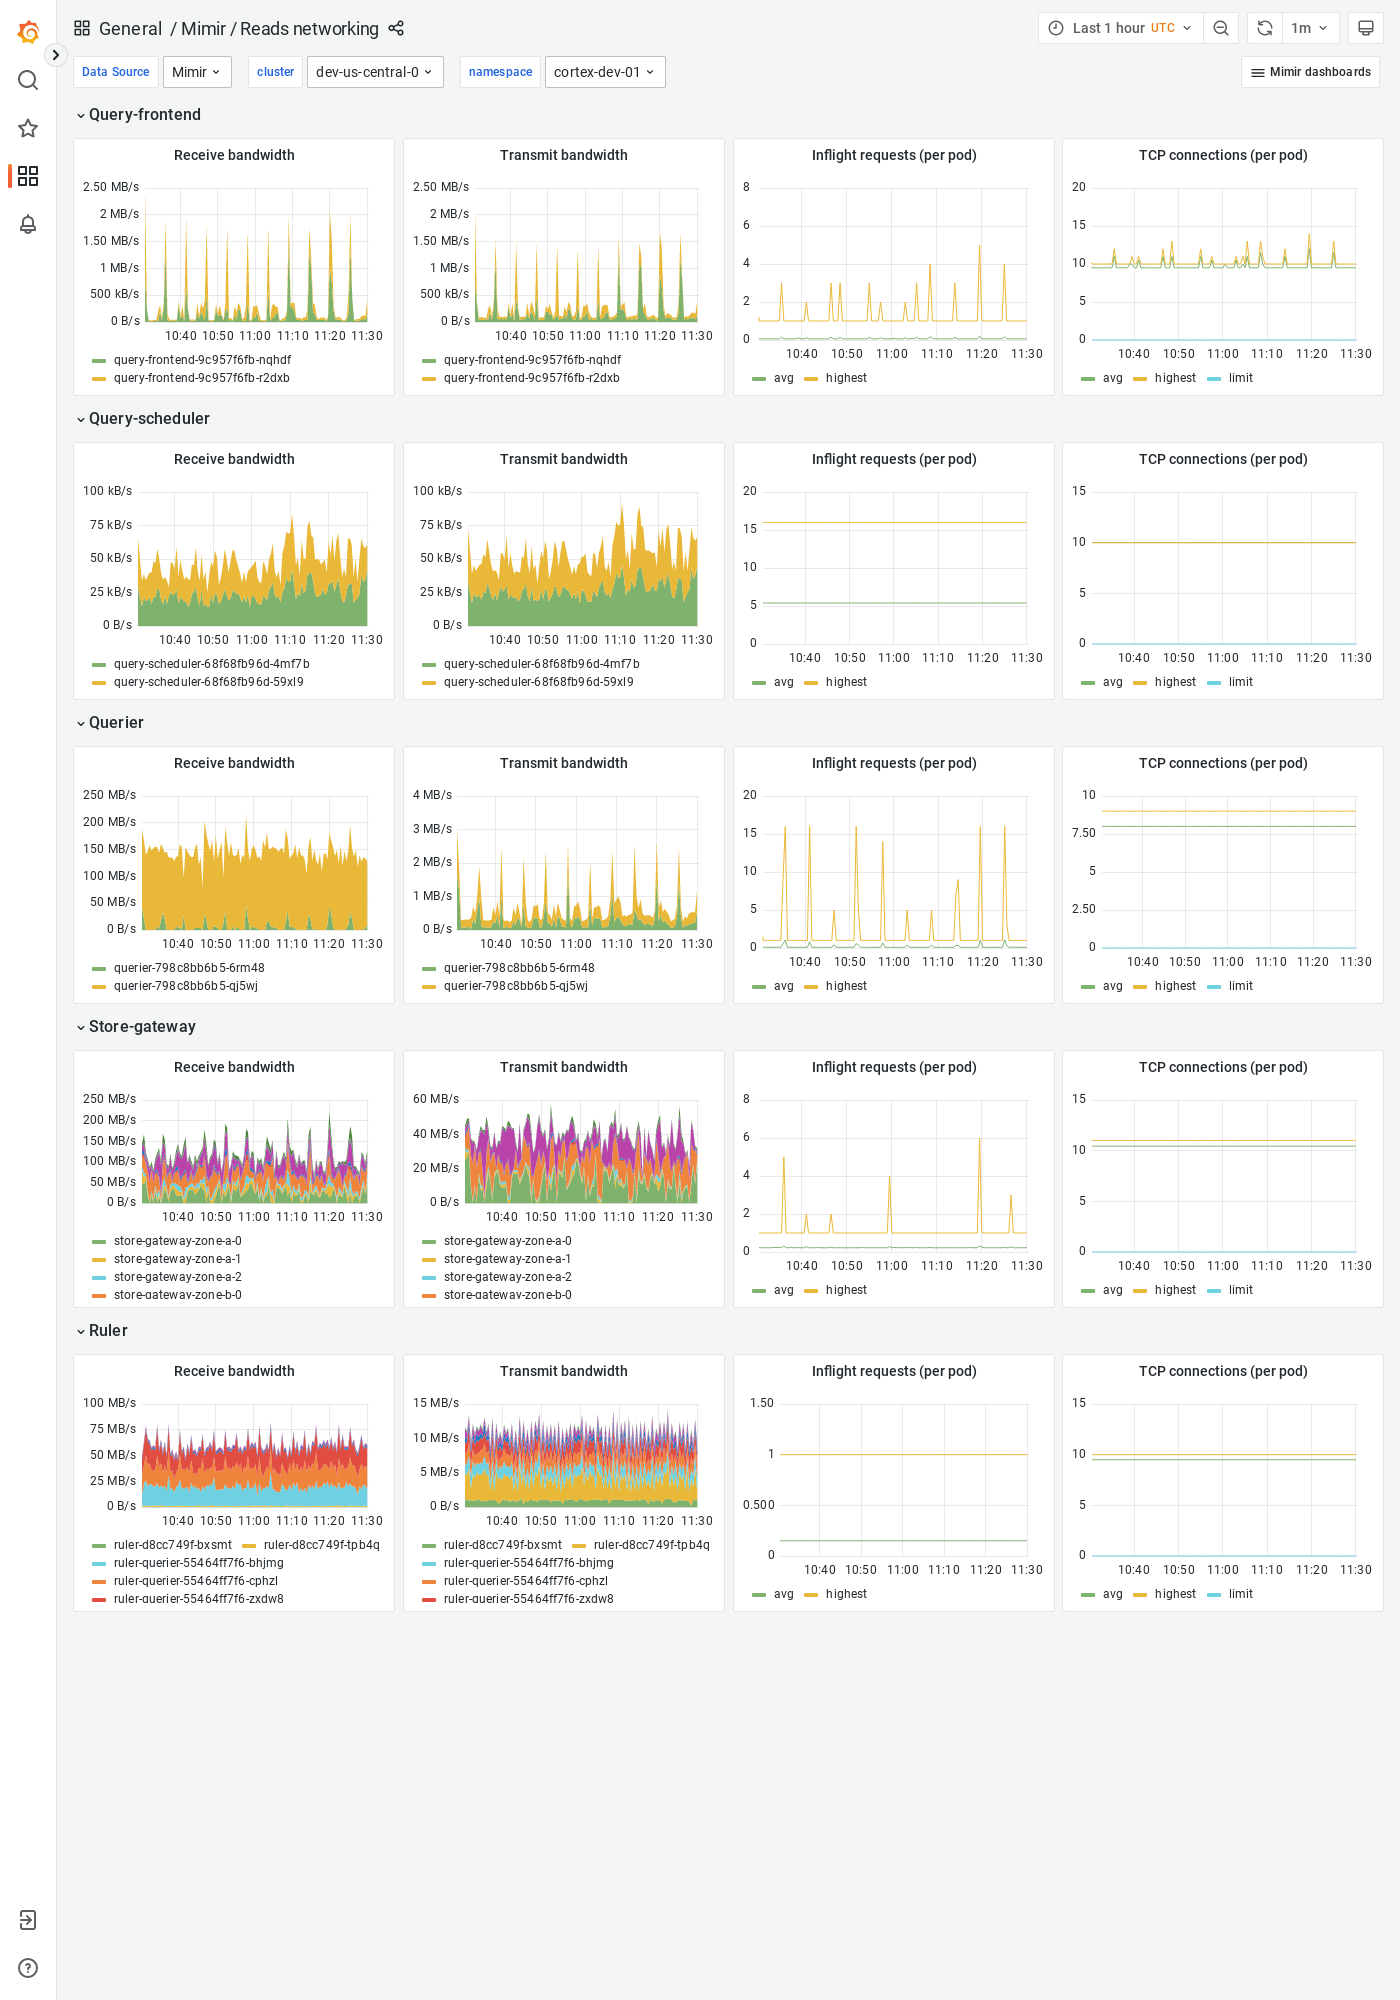 General / Mimir / Reads networking
Last 1 hour UTC
1m
Data Source Mimir cluster dev-us-central-0 namespace cortex-dev-01
Mimir dashboards
Query-frontend
Receive bandwidth
2.50 MB/s
2 MB/s
1.50 MB/s
1 MB/s
500 kB/s
0 B/s
10:40 10:50 11:00 11:10 11:20 11:30
query-frontend-9c957f6fb-nqhdf
query-frontend-9c957f6fb-r2dxb
Transmit bandwidth
2.50 MB/s
2 MB/s
1.50 MB/s
1 MB/s
500 kB/s
0 B/s
10:40 10:50 11:00 11:10 11:20 11:30
query-frontend-9c957f6fb-nqhdf
query-frontend-9c957f6fb-r2dxb
Inflight requests (per pod)
8
6
4
2
0
10:40 10:50 11:00 11:10 11:20 11:30
avg highest
TCP connections (per pod)
20
15
10
5
0
10:40 10:50 11:00 11:10 11:20 11:30
avg highest limit
Query-scheduler
Receive bandwidth
100 kB/s
75 kB/s
50 kB/s
25 kB/s
0 B/s
10:40 10:50 11:00 11:10 11:20 11:30
query-scheduler-68f68fb96d-4mf7b
query-scheduler-68f68fb96d-59xl9
Transmit bandwidth
100 kB/s
75 kB/s
50 kB/s
25 kB/s
0 B/s
10:40 10:50 11:00 11:10 11:20 11:30
query-scheduler-68f68fb96d-4mf7b
query-scheduler-68f68fb96d-59xl9
Inflight requests (per pod)
20
15
10
5
0
10:40 10:50 11:00 11:10 11:20 11:30
avg highest
TCP connections (per pod)
15
10
5
0
10:40 10:50 11:00 11:10 11:20 11:30
avg highest limit
Querier
Receive bandwidth
250 MB/s
200 MB/s
150 MB/s
100 MB/s
50 MB/s
0 B/s
10:40 10:50 11:00 11:10 11:20 11:30
querier-798c8bb6b5-6rm48
querier-798c8bb6b5-qj5wj
Transmit bandwidth
4 MB/s
3 MB/s
2 MB/s
1 MB/s
0 B/s
10:40 10:50 11:00 11:10 11:20 11:30
querier-798c8bb6b5-6rm48
querier-798c8bb6b5-qj5wj
Inflight requests (per pod)
20
15
10
5
0
10:40 10:50 11:00 11:10 11:20 11:30
avg highest
TCP connections (per pod)
10
7.50
5
2.50
0
10:40 10:50 11:00 11:10 11:20 11:30
avg highest limit
Store-gateway
Receive bandwidth
250 MB/s
200 MB/s
150 MB/s
100 MB/s
50 MB/s
0 B/s
10:40 10:50 11:00 11:10 11:20 11:30
store-gateway-zone-a-0
store-gateway-zone-a-1
store-gateway-zone-a-2
store-gateway-zone-b-0
Transmit bandwidth
60 MB/s
40 MB/s
20 MB/s
0 B/s
10:40 10:50 11:00 11:10 11:20 11:30
store-gateway-zone-a-0
store-gateway-zone-a-1
store-gateway-zone-a-2
store-gateway-zone-b-0
Inflight requests (per pod)
8
6
4
2
0
10:40 10:50 11:00 11:10 11:20 11:30
avg highest
TCP connections (per pod)
15
10
5
0
10:40 10:50 11:00 11:10 11:20 11:30
avg highest limit
Ruler
Receive bandwidth
100 MB/s
75 MB/s
50 MB/s
25 MB/s
0 B/s
10:40 10:50 11:00 11:10 11:20 11:30
ruler-d8cc749f-bxsmt ruler-d8cc749f-tpb4q
ruler-querier-55464ff7f6-bhjmg
ruler-querier-55464ff7f6-cphzl
ruler-querier-55464ff7f6-zxdw8
Transmit bandwidth
15 MB/s
10 MB/s
5 MB/s
0 B/s
10:40 10:50 11:00 11:10 11:20 11:30
ruler-d8cc749f-bxsmt ruler-d8cc749f-tpb4q
ruler-querier-55464ff7f6-bhjmg
ruler-querier-55464ff7f6-cphzl
ruler-querier-55464ff7f6-zxdw8
Inflight requests (per pod)
1.50
1
0.500
0
10:40 10:50 11:00 11:10 11:20 11:30
avg highest
TCP connections (per pod)
15
10
5
0
10:40 10:50 11:00 11:10 11:20 11:30
avg highest limit